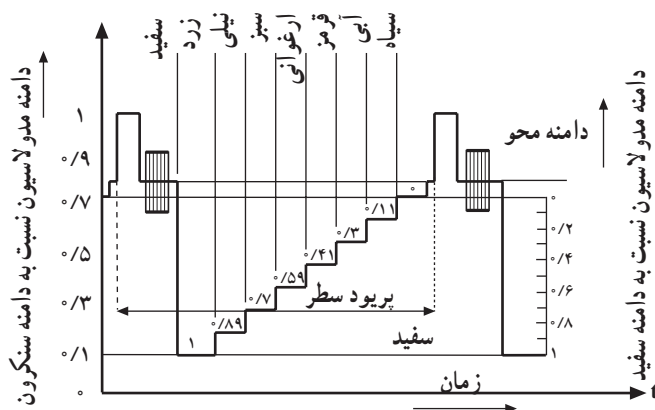 سفید
زرد
نیلی
سبز
ارغوانی
قرمز
آبی
سیاه
دامنه مدولاسیون نسبت به دامنه سنکرون
۱
۰/۹
۰/۷
۰/۵
۰/۳
۰/۱
۰
دامنه محو
۱
۰/۸۹
۰/۷
۰/۵۹
۰/۴۱
۰/۳
۰/۱۱
۰
پریود سطر
سفید
زمان
t
۰
۰/۲
۰/۴
۰/۶
۰/۸
۱
دامنه مدولاسیون نسبت به دامنه سفید